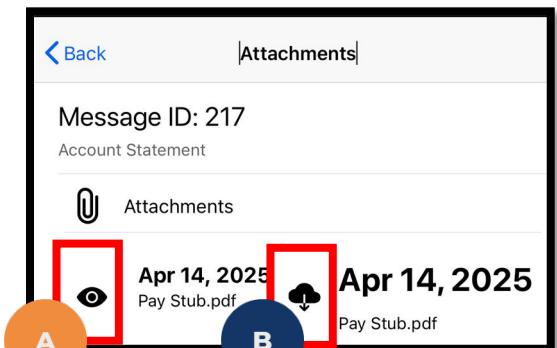 Back
Attachments
Message ID: 217
Account Statement
Attachments
Apr 14, 2025
Pay Stub.pdf
Apr 14, 2025
Pay Stub.pdf
A
B